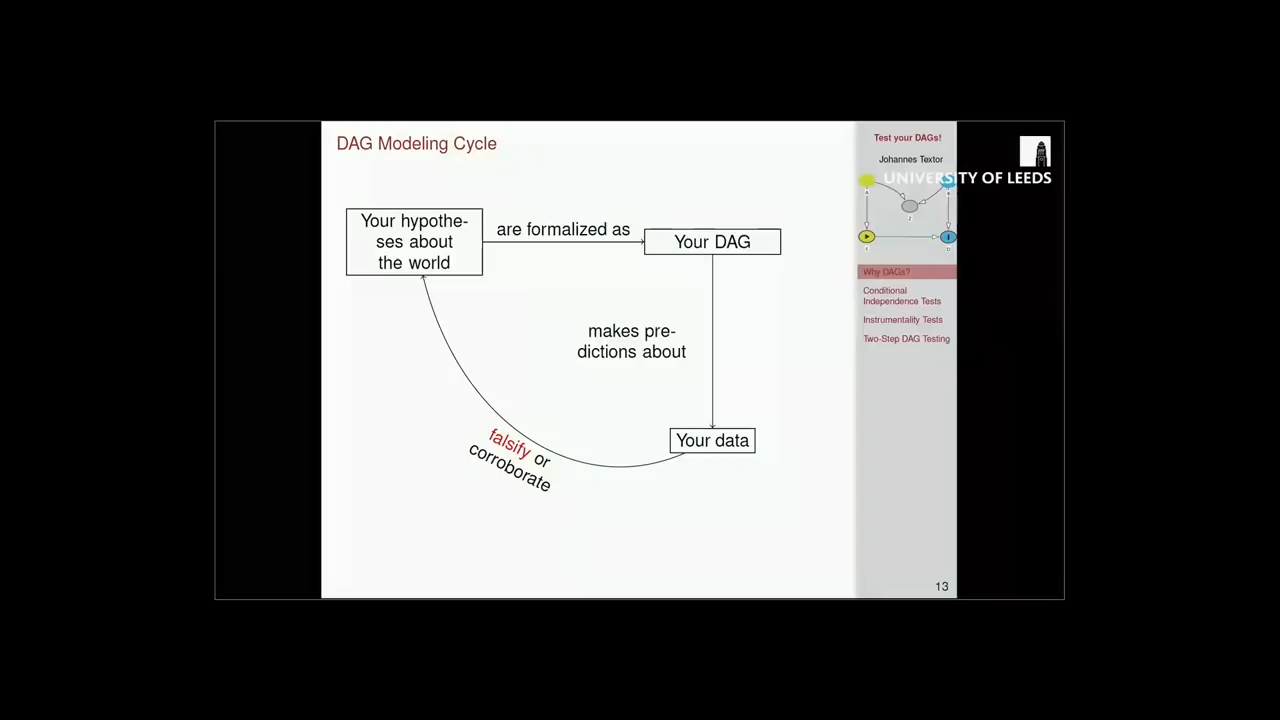 DAG Modeling Cycle
Your hypothe-
ses about
the world
are formalized as
Your DAG
makes pre-
dictions about
Your data
falsify or
corroborate
Test your DAGs!
Johannes Textor
UNIVERSITY OF LEEDS
A
Z
E
D
Why DAGs?
Conditional
Independence Tests
Instrumentality Tests
Two-Step DAG Testing
13